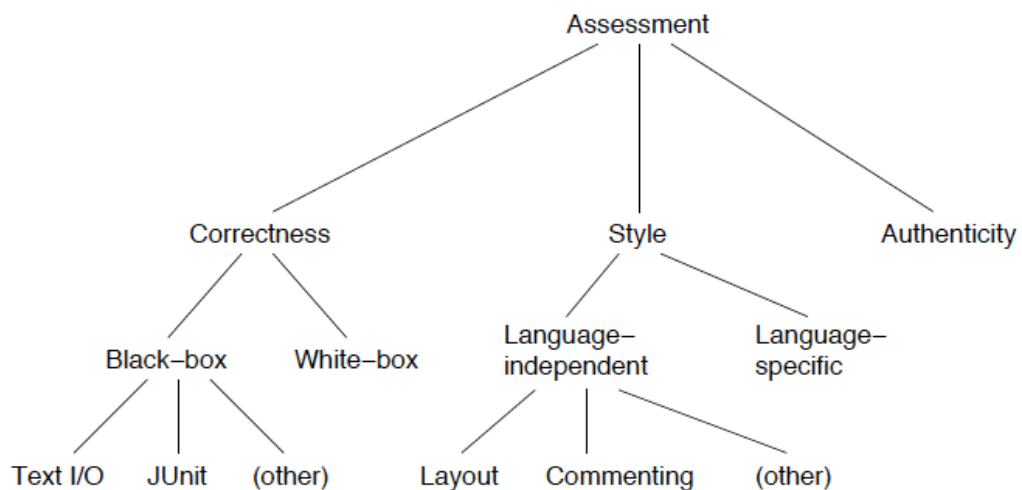 Assessment
Correctness
Style
Authenticity
Black–box
White–box
Language–
independent
Language–
specific
Text I/O
JUnit
(other)
Layout
Commenting
(other)